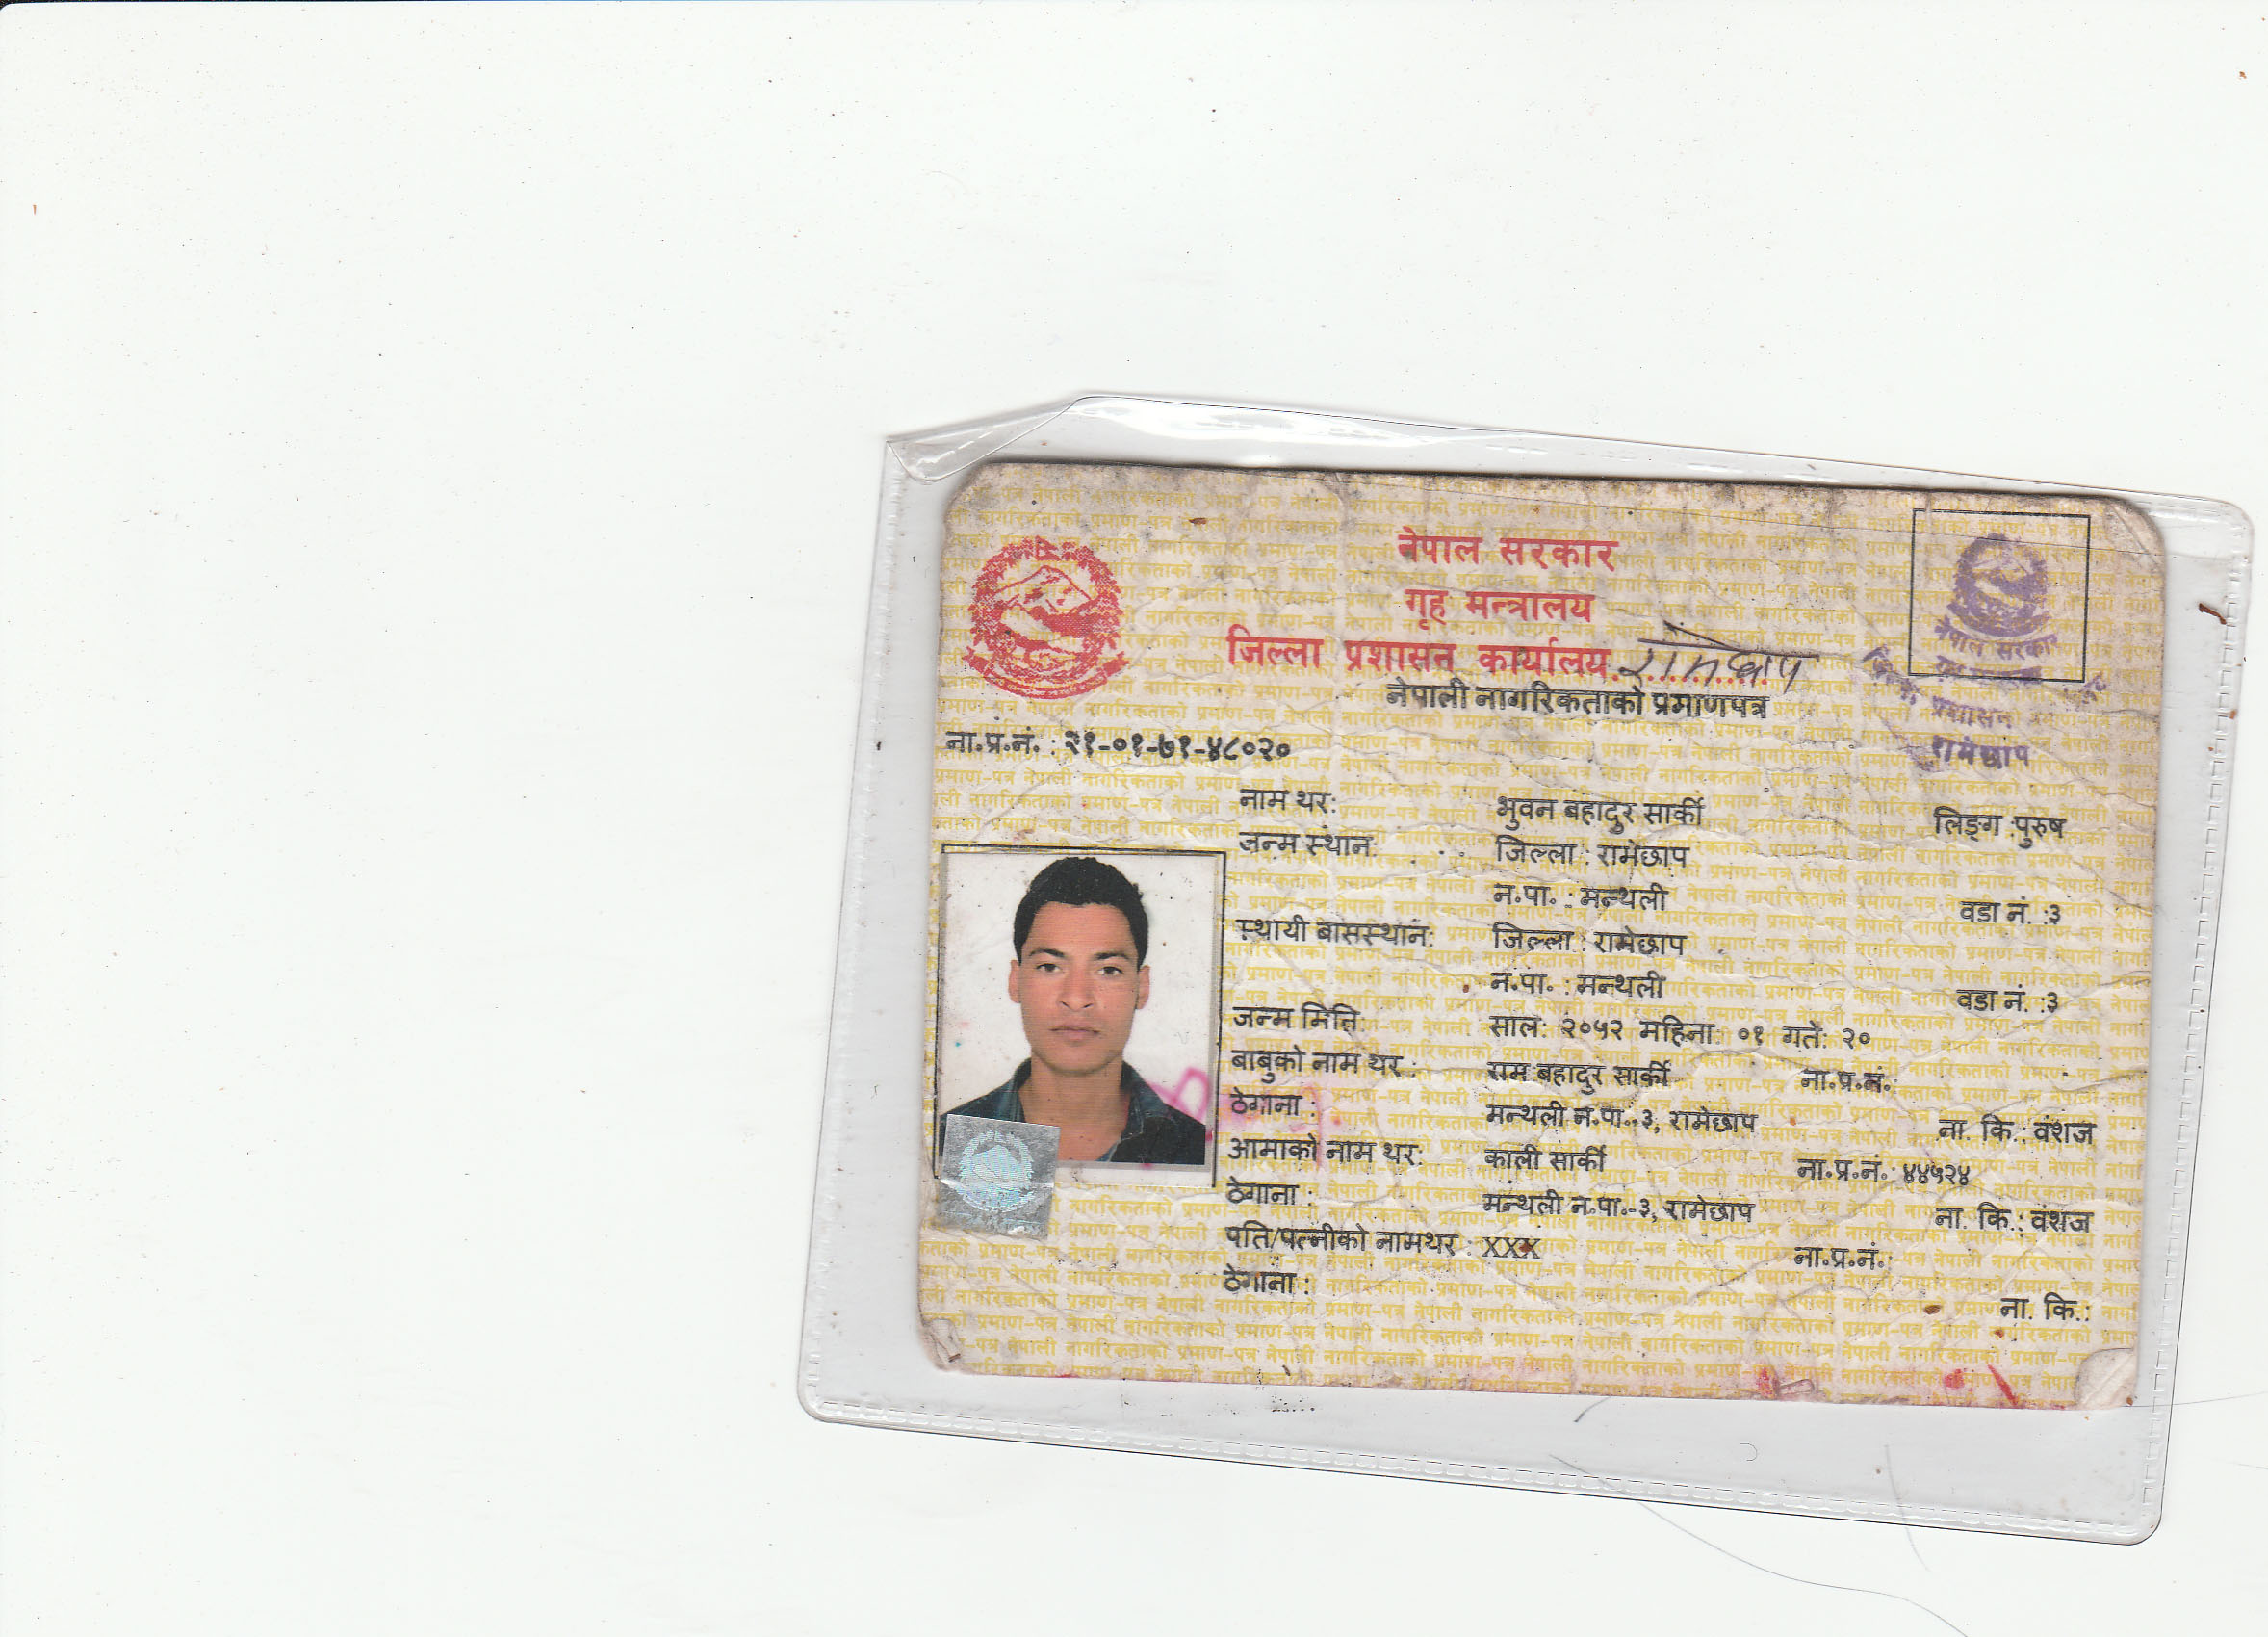 नेपाल सरकार
गृह मन्त्रालय
जिल्ला प्रशासन कार्यालय रामेछाप
नेपाली नागरिकताको प्रमाणपत्र
नेपाल सरकार
प्रशासन
रामेछाप
ना॰प्र॰नं॰ : २१-०१-७१-४८०२०
नाम थर: भुवन बहादुर सार्की लिङ्ग :पुरुष
जन्म स्थान जिल्ला : रामेछाप
न॰पा॰ : मन्थली वडा नं. :३
स्थायी बासस्थान: जिल्ला : रामेछाप
न॰पा॰ : मन्थली वडा नं. :३
जन्म मिति: साल: २०५२ महिना: ०१ गते: २०
बाबुको नाम थर : राम बहादुर सार्की ना॰प्र॰नं॰:
ठेगाना : मन्थली न॰पा॰-३, रामेछाप ना. कि.: वंशज
आमाको नाम थर: काली सार्की ना॰प्र॰नं॰: ४४५२४
ठेगाना : मन्थली न॰पा॰-३, रामेछाप ना. कि.: वंशज
पति/पत्नीको नामथर : XXX ना॰प्र॰नं॰:
ठेगाना : ना. कि.: